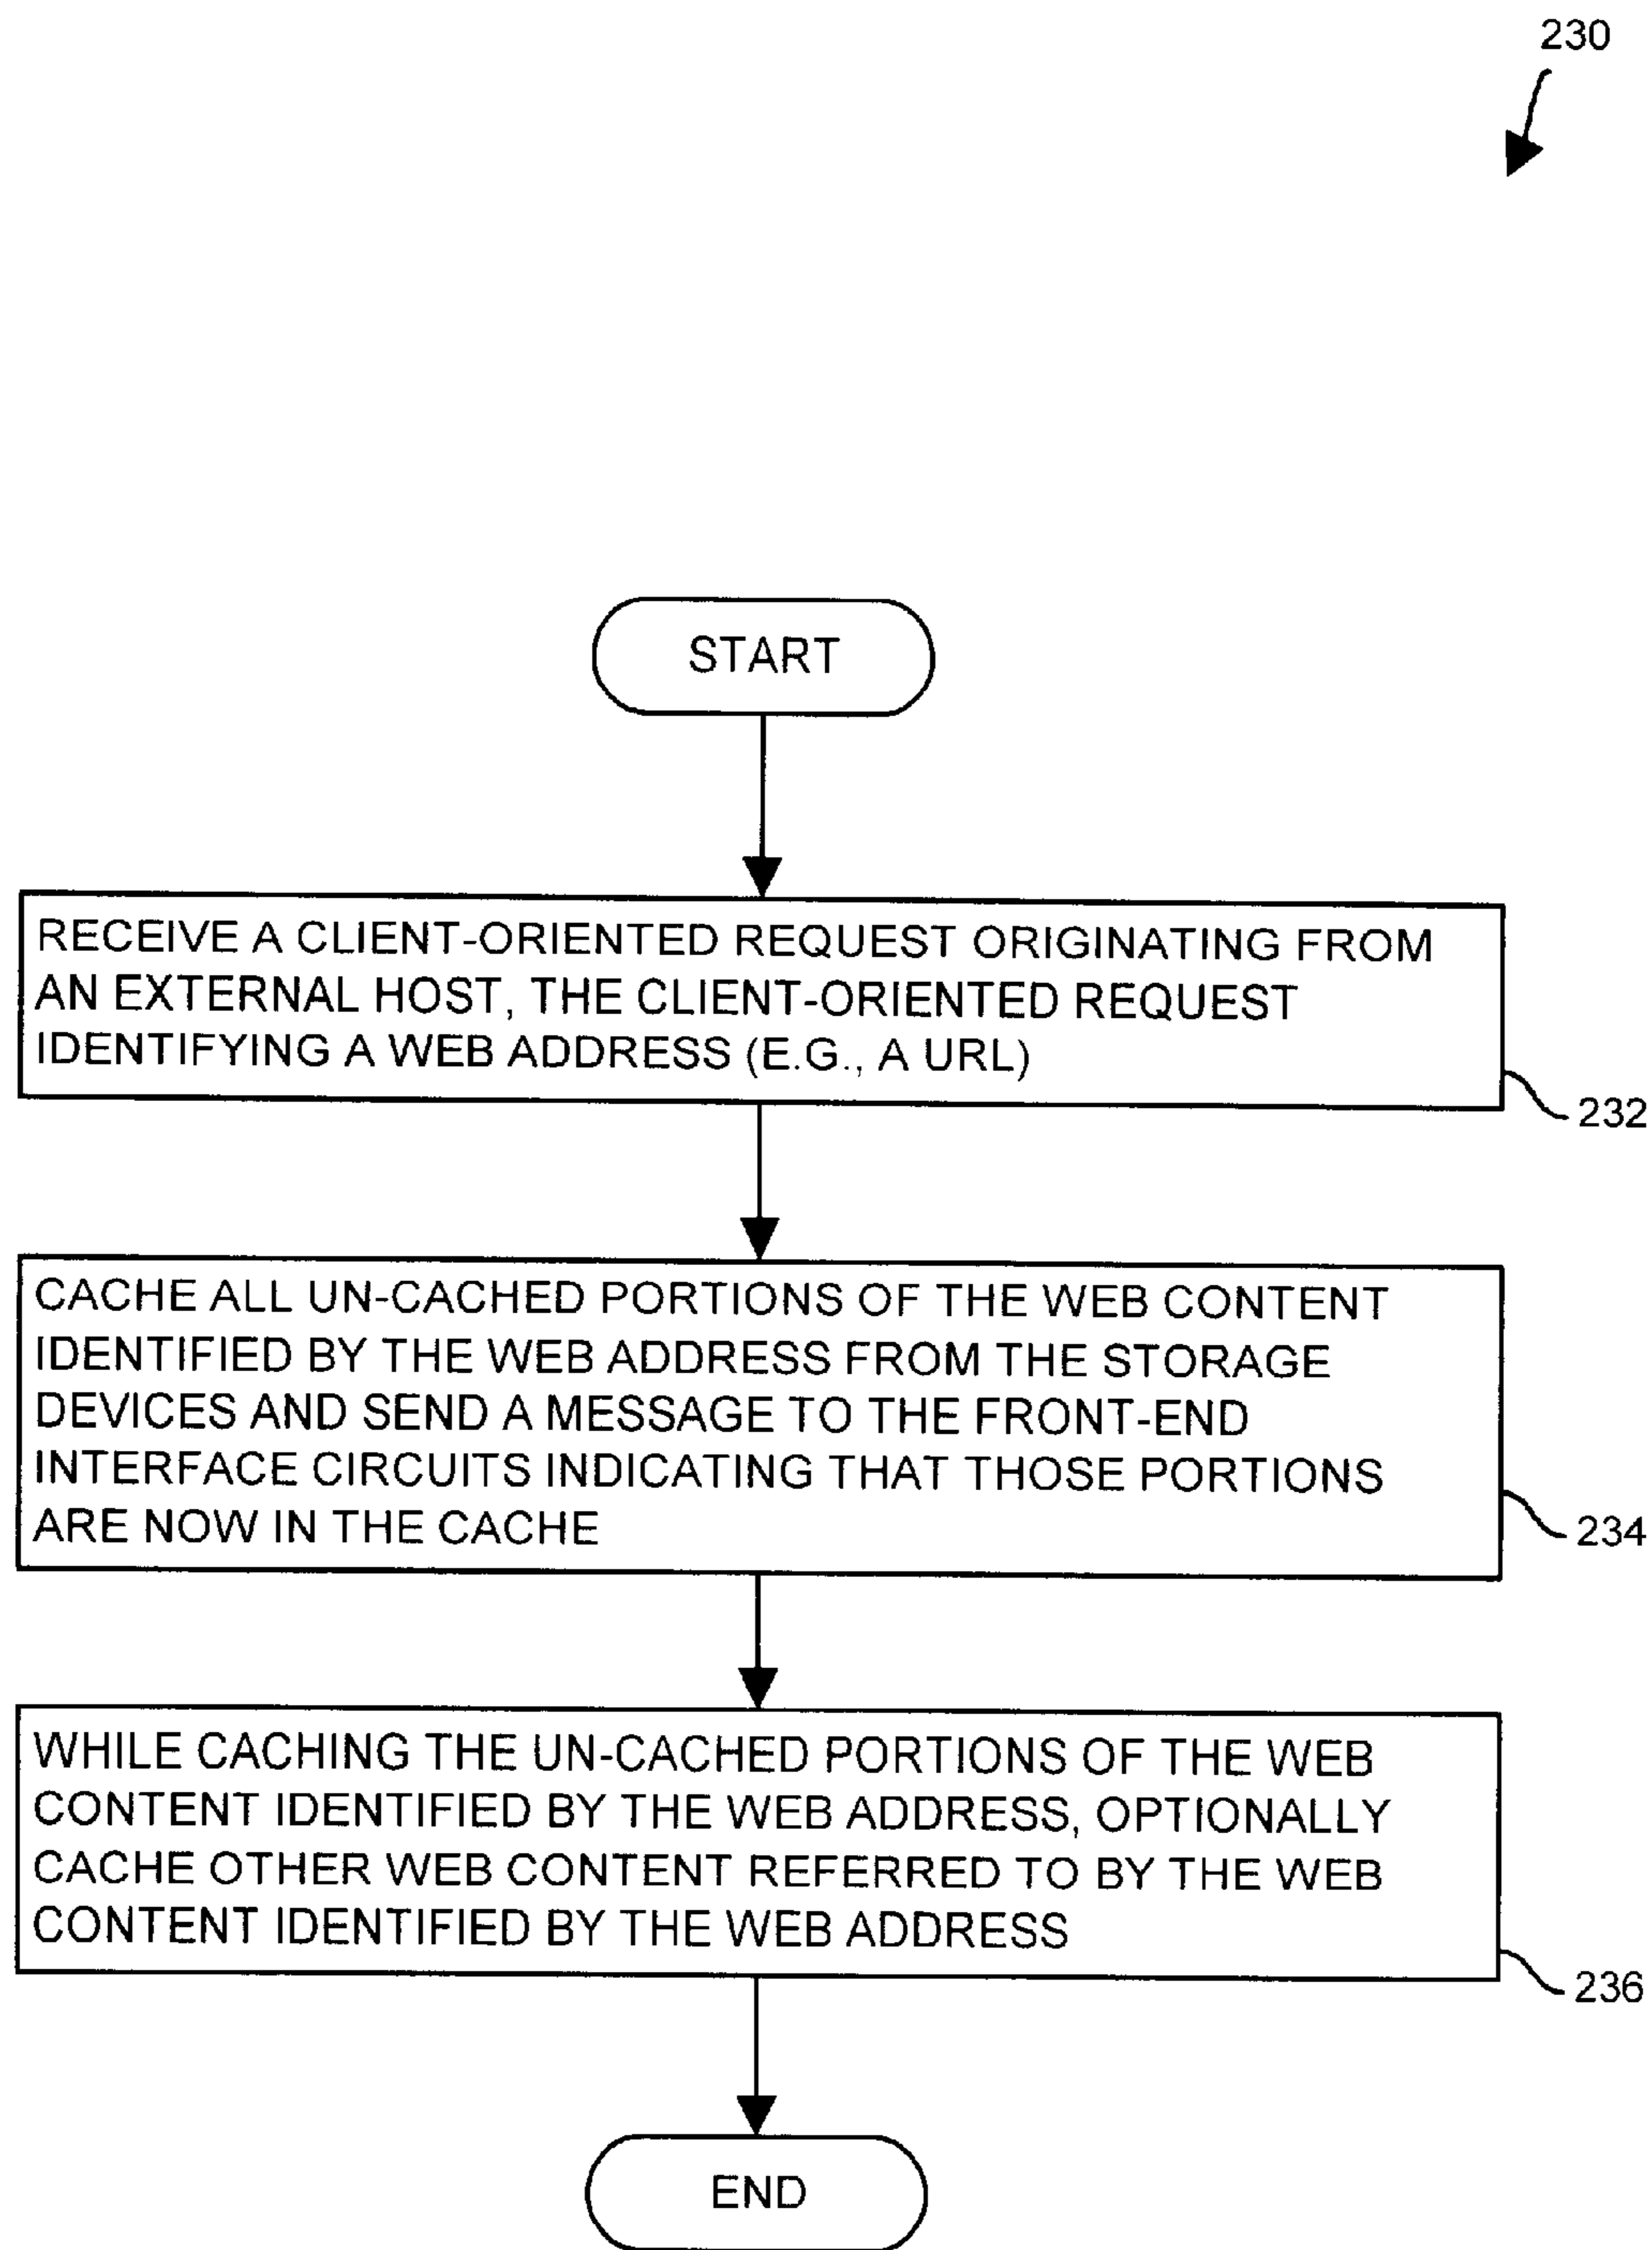 230
START
RECEIVE A CLIENT-ORIENTED REQUEST ORIGINATING FROM
AN EXTERNAL HOST, THE CLIENT-ORIENTED REQUEST
IDENTIFYING A WEB ADDRESS (E.G., A URL)
232
CACHE ALL UN-CACHED PORTIONS OF THE WEB CONTENT
IDENTIFIED BY THE WEB ADDRESS FROM THE STORAGE
DEVICES AND SEND A MESSAGE TO THE FRONT-END
INTERFACE CIRCUITS INDICATING THAT THOSE PORTIONS
ARE NOW IN THE CACHE
234
WHILE CACHING THE UN-CACHED PORTIONS OF THE WEB
CONTENT IDENTIFIED BY THE WEB ADDRESS, OPTIONALLY
CACHE OTHER WEB CONTENT REFERRED TO BY THE WEB
CONTENT IDENTIFIED BY THE WEB ADDRESS
236
END